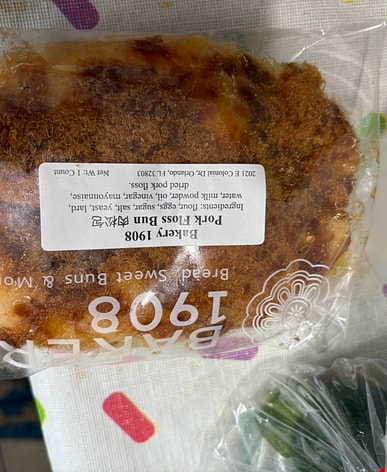 Bakery 1908
Pork Floss Bun 肉松包
Ingredients: flour, eggs, sugar, salt, yeast, lard,
water, milk powder, oil, vinegar, mayonnaise,
dried pork floss.
2021 E Colonial Dr, Orlando, FL 32803 Net Wt: 1 Count
Bread, Sweet Buns & Mo
1908
BAKER